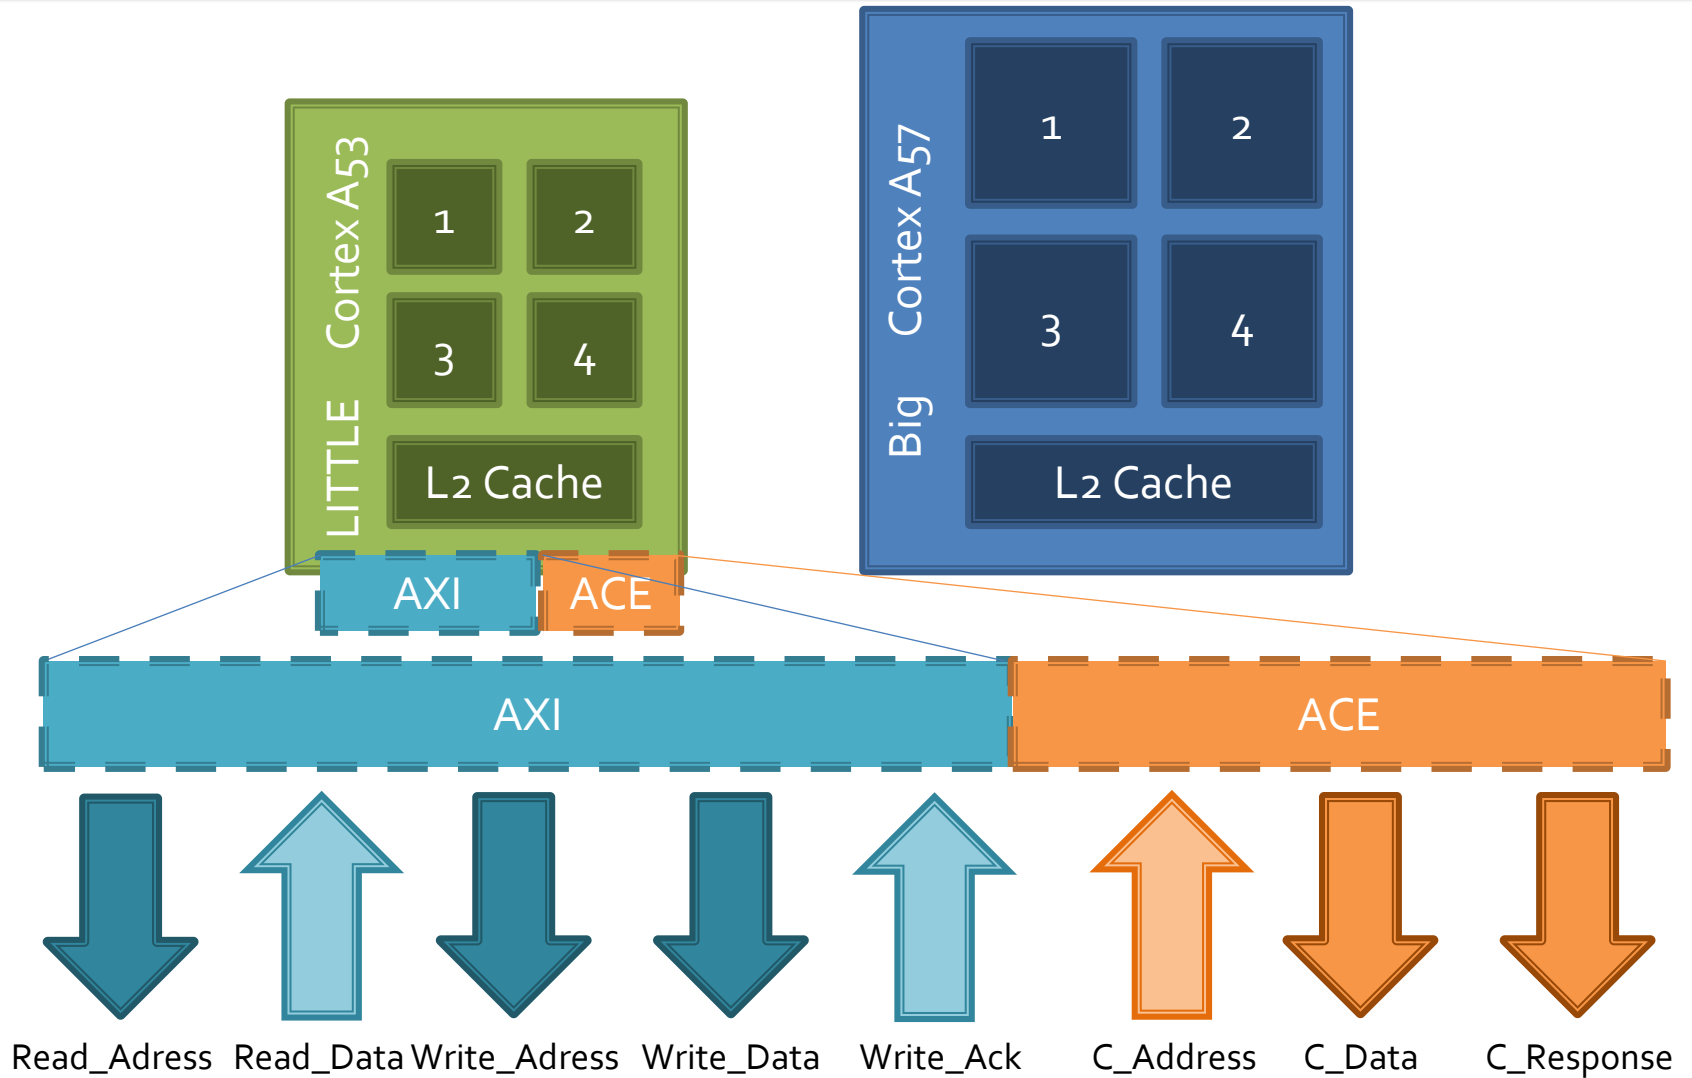 LITTLE Cortex A53
1
2
3
4
L2 Cache
Big Cortex A57
1
2
3
4
L2 Cache
AXI
ACE
AXI
ACE
Read_Adress
Read_Data
Write_Adress
Write_Data
Write_Ack
C_Address
C_Data
C_Response